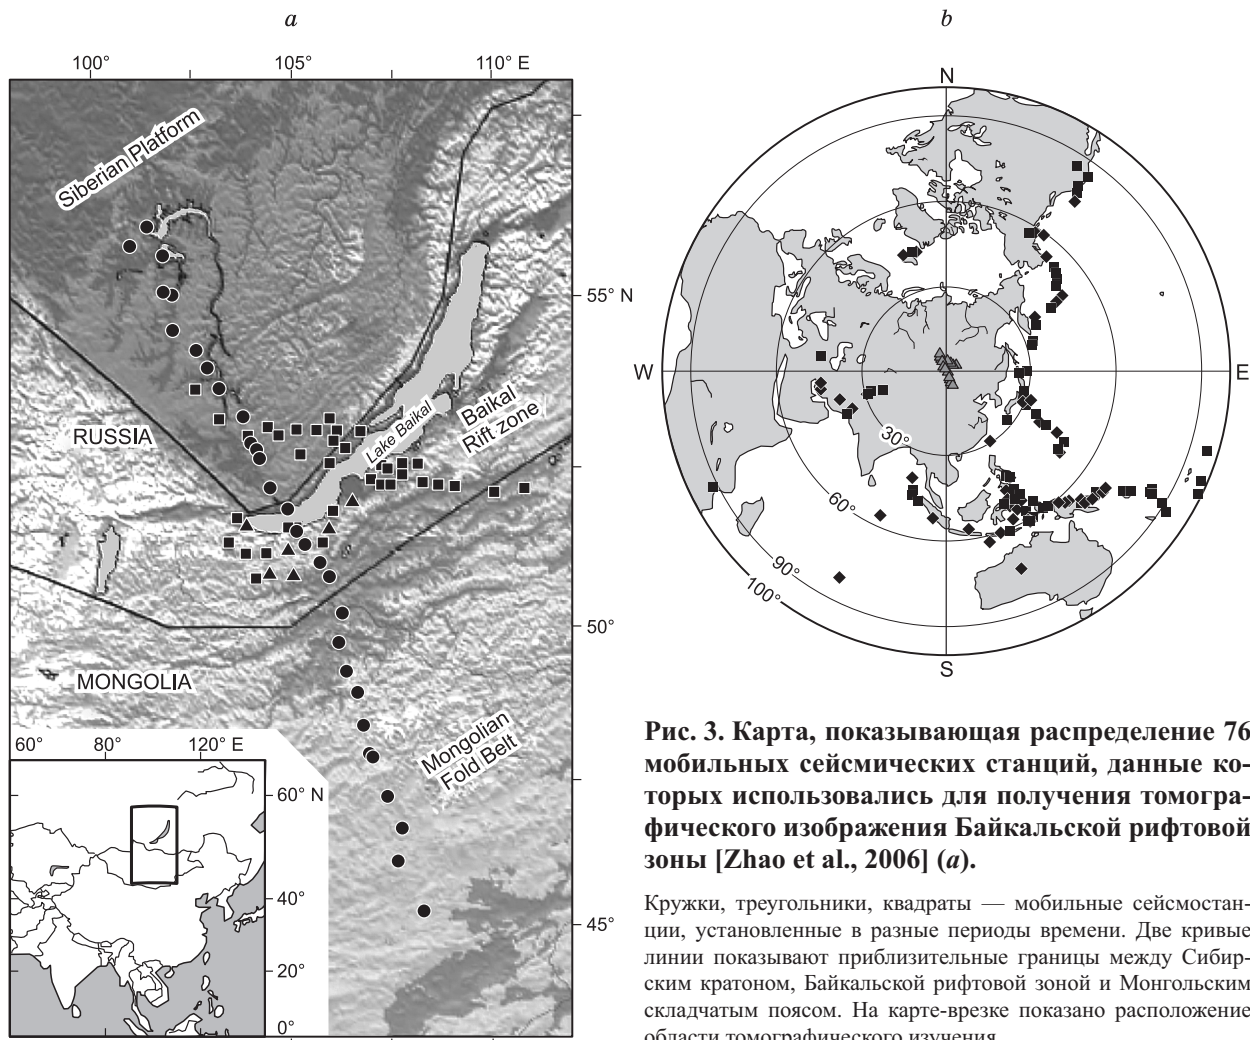 a
100° 105° 110° E
Siberian Platform
55° N
RUSSIA
Lake Baikal
Baikal
Rift zone
50°
MONGOLIA
Mongolian
Fold Belt
45°
60° 80° 120° E
60° N
40°
20°
0°
b
N
W
E
S
30°
60°
90°
100°
Рис. 3. Карта, показывающая распределение 76
мобильных сейсмических станций, данные ко-
торых использовались для получения томогра-
фического изображения Байкальской рифтовой
зоны [Zhao et al., 2006] (a).
Кружки, треугольники, квадраты — мобильные сейсмостан-
ции, установленные в разные периоды времени. Две кривые
линии показывают приблизительные границы между Сибир-
ским кратоном, Байкальской рифтовой зоной и Монгольским
складчатым поясом. На карте-врезке показано расположение
области томографического изучения.